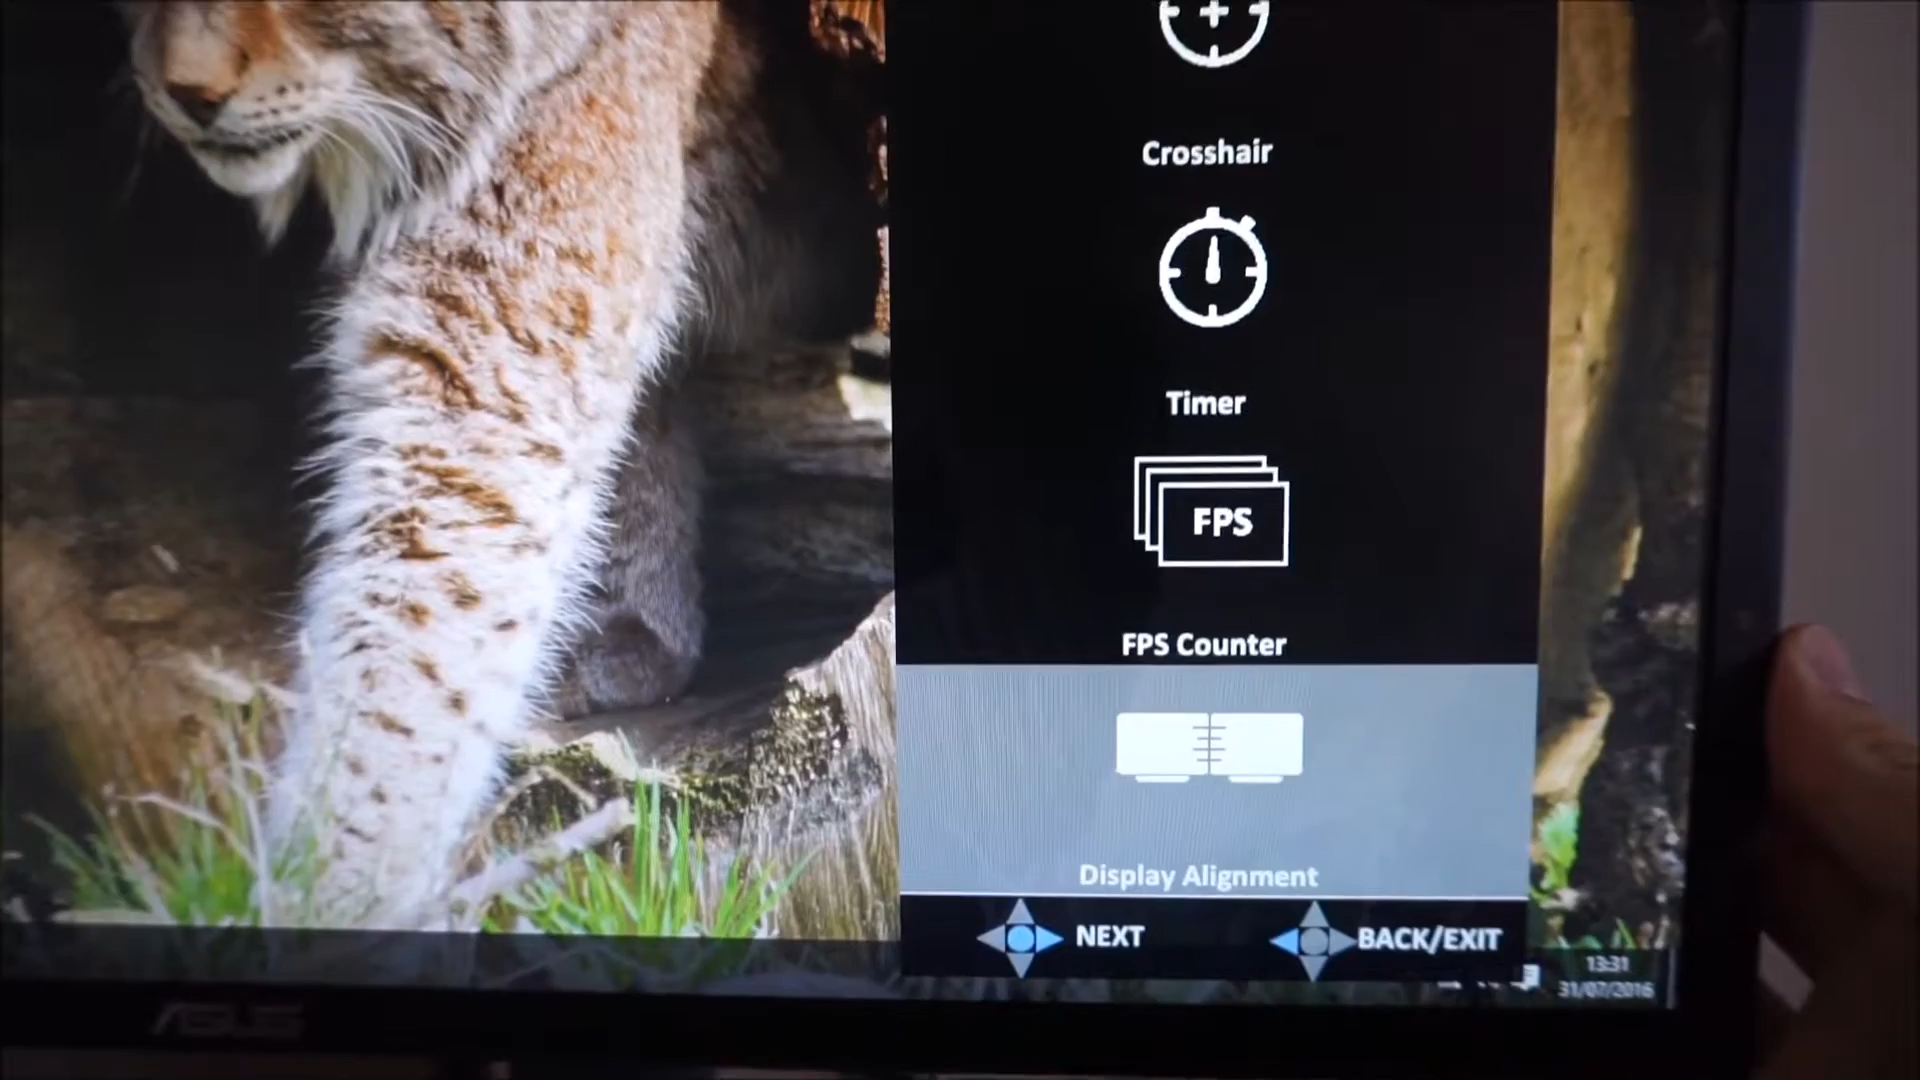 Crosshair
Timer
FPS
FPS Counter
Display Alignment
NEXT
BACK/EXIT
13:31
31/07/2016
ASUS